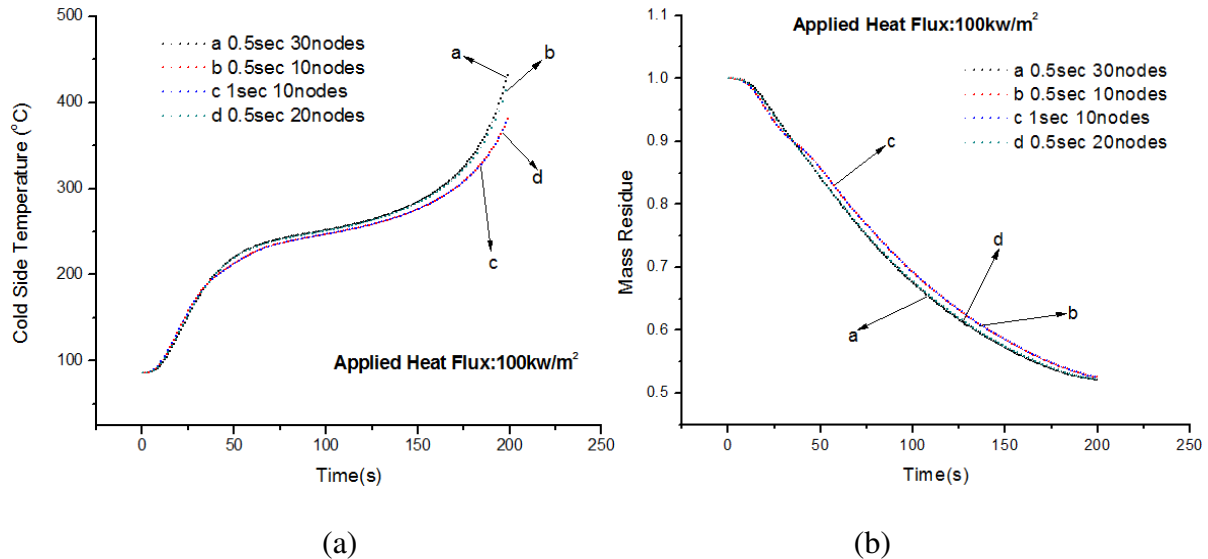 500
400
300
200
100
0
50
100
150
200
250
Cold Side Temperature (°C)
Time(s)
a 0.5sec 30nodes
b 0.5sec 10nodes
c 1sec 10nodes
d 0.5sec 20nodes
a
b
d
c
Applied Heat Flux:100kw/m²
(a)
Applied Heat Flux:100kw/m²
1.1
1.0
0.9
0.8
0.7
0.6
0.5
0
50
100
150
200
250
Mass Residue
Time(s)
a 0.5sec 30nodes
b 0.5sec 10nodes
c 1sec 10nodes
d 0.5sec 20nodes
c
d
b
a
(b)